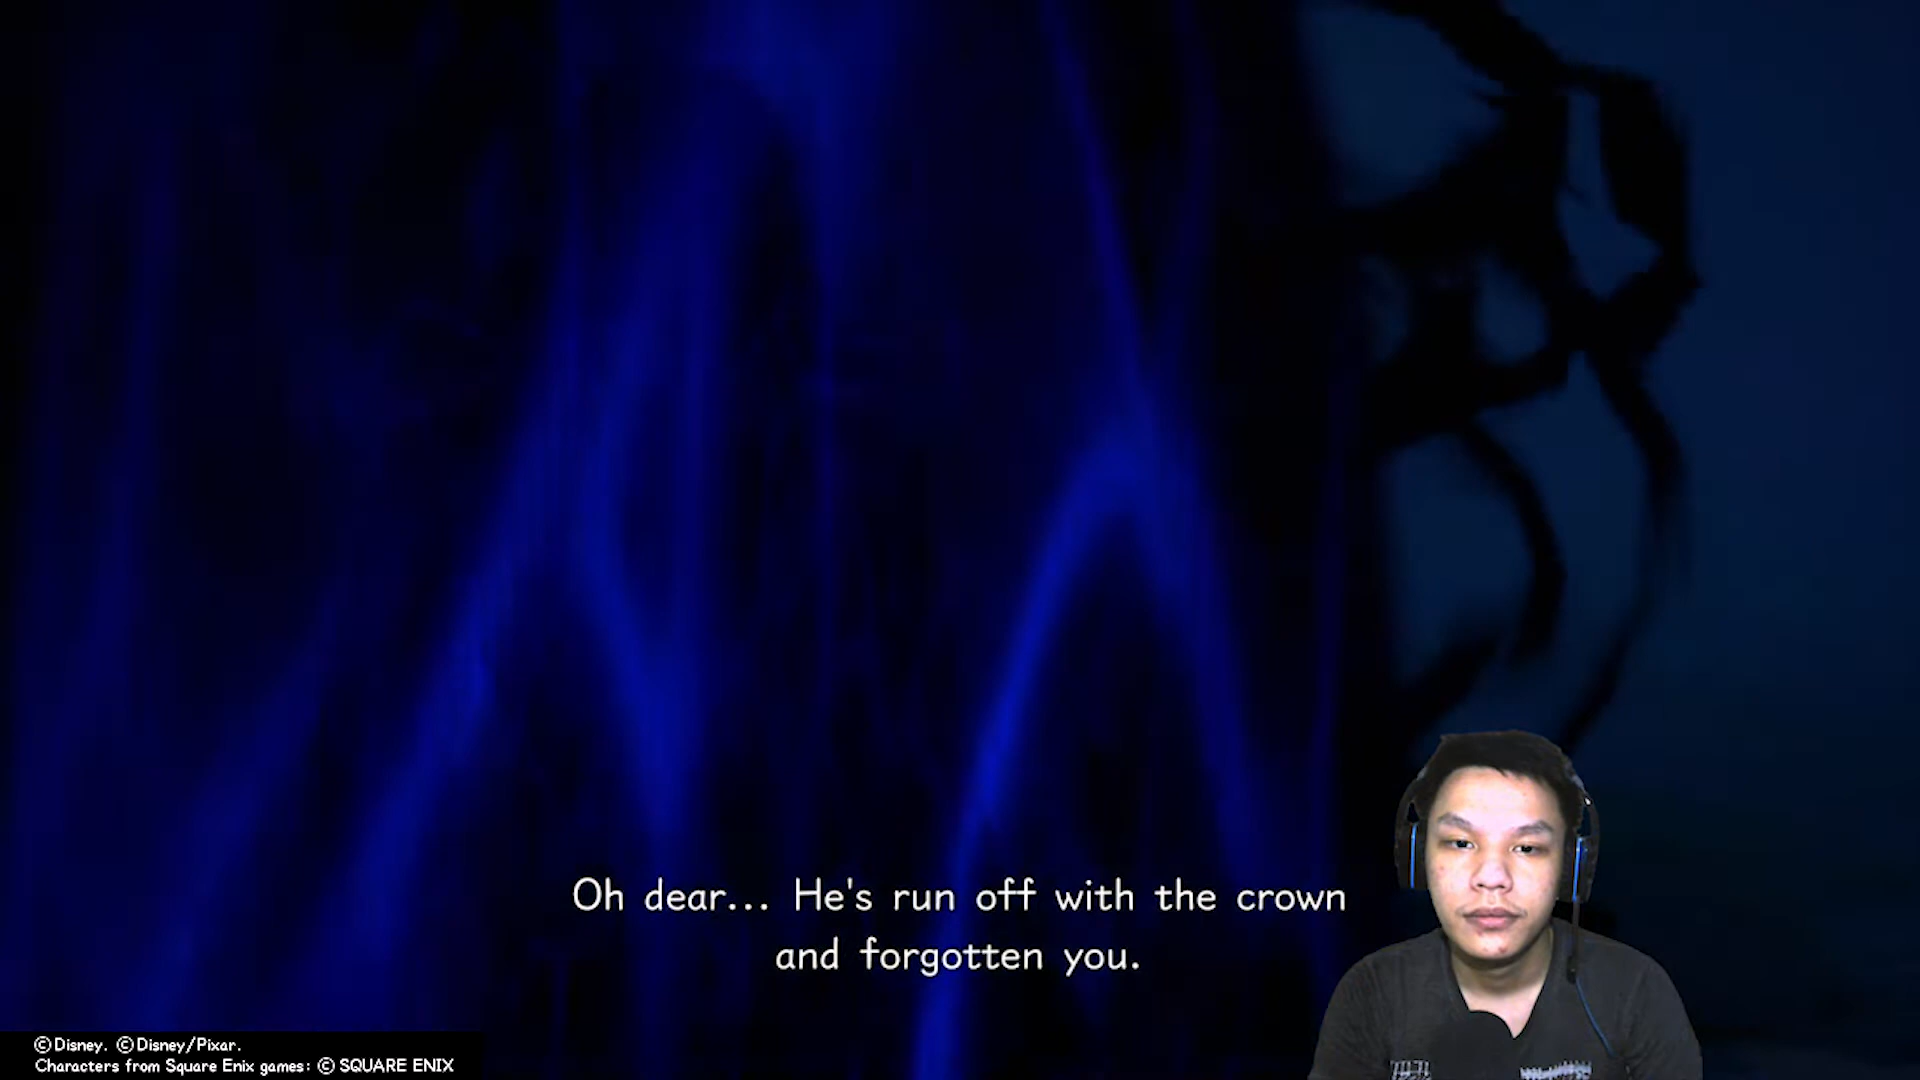 Oh dear... He's run off with the crown
and forgotten you.
©Disney. ©Disney/Pixar.
Characters from Square Enix games: © SQUARE ENIX